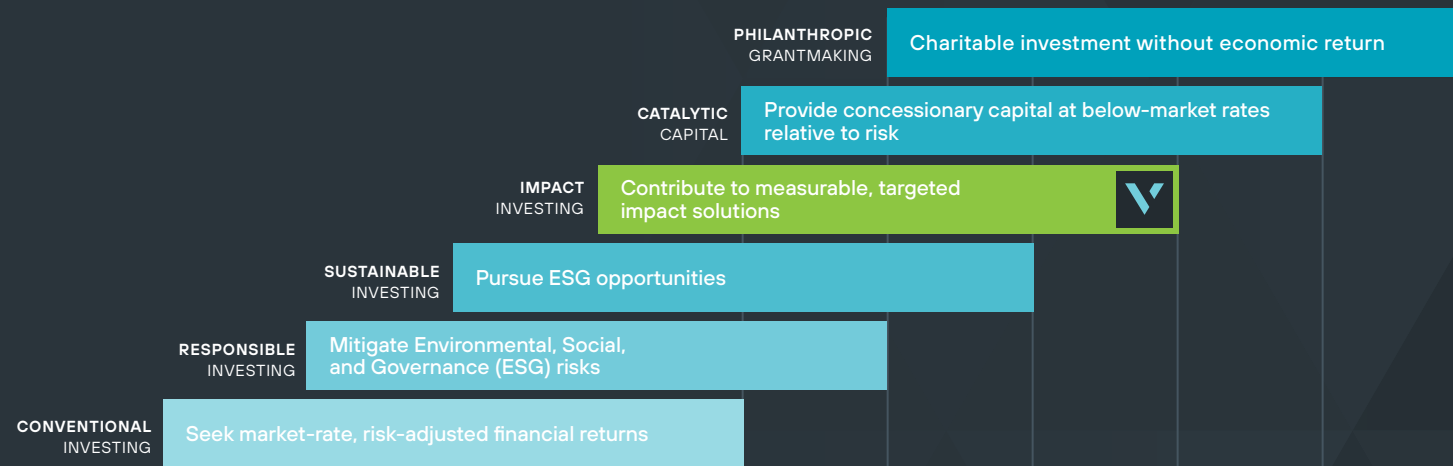 PHILANTHROPIC
GRANTMAKING
Charitable investment without economic return
CATALYTIC
CAPITAL
Provide concessionary capital at below-market rates
relative to risk
IMPACT
INVESTING
Contribute to measurable, targeted
impact solutions
SUSTAINABLE
INVESTING
Pursue ESG opportunities
RESPONSIBLE
INVESTING
Mitigate Environmental, Social,
and Governance (ESG) risks
CONVENTIONAL
INVESTING
Seek market-rate, risk-adjusted financial returns